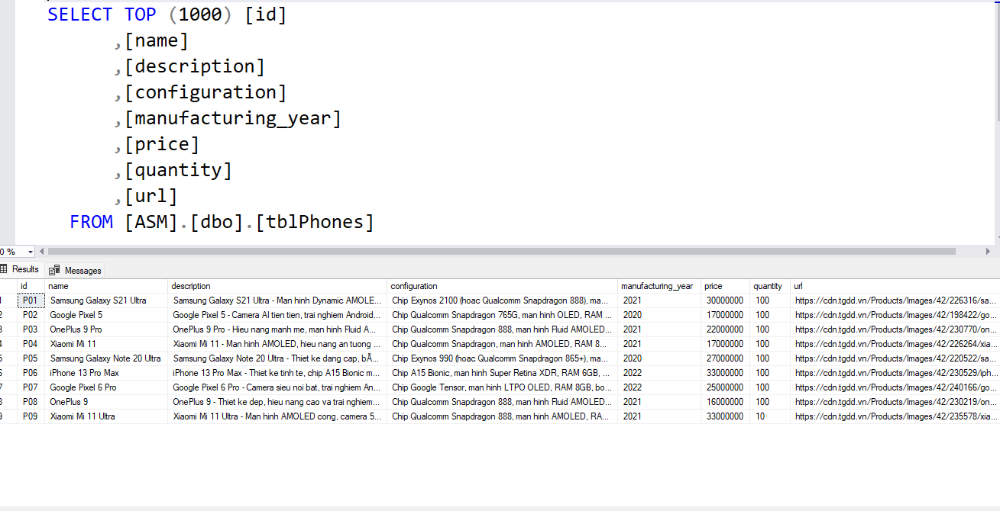 SELECT TOP (1000) [id]
,[name]
,[description]
,[configuration]
,[manufacturing_year]
,[price]
,[quantity]
,[url]
FROM [ASM].[dbo].[tblPhones]
0 %
Results Messages
id name description configuration manufacturing_year price quantity url
P01 Samsung Galaxy S21 Ultra Samsung Galaxy S21 Ultra - Man hinh Dynamic AMOLE... Chip Exynos 2100 (hoac Qualcomm Snapdragon 888), ma... 2021 30000000 100 https://cdn.tgdd.vn/Products/Images/42/226316/sa...
2 P02 Google Pixel 5 Google Pixel 5 - Camera AI tien tien, trai nghiem Android... Chip Qualcomm Snapdragon 765G, man hinh OLED, RAM ... 2020 17000000 100 https://cdn.tgdd.vn/Products/Images/42/198422/go...
3 P03 OnePlus 9 Pro OnePlus 9 Pro - Hieu nang manh me, man hinh Fluid A... Chip Qualcomm Snapdragon 888, man hinh Fluid AMOLED... 2021 22000000 100 https://cdn.tgdd.vn/Products/Images/42/230770/on...
4 P04 Xiaomi Mi 11 Xiaomi Mi 11 - Man hinh AMOLED, hieu nang an tuong ... Chip Qualcomm Snapdragon, man hinh AMOLED, RAM 8... 2021 17000000 100 https://cdn.tgdd.vn/Products/Images/42/226264/xia...
5 P05 Samsung Galaxy Note 20 Ultra Samsung Galaxy Note 20 Ultra - Thiet ke dang cap, bÃ... Chip Exynos 990 (hoac Qualcomm Snapdragon 865+), ma... 2020 27000000 100 https://cdn.tgdd.vn/Products/Images/42/220522/sa...
6 P06 iPhone 13 Pro Max iPhone 13 Pro Max - Thiet ke tinh te, chip A15 Bionic m... Chip A15 Bionic, man hinh Super Retina XDR, RAM 6GB, ... 2022 33000000 100 https://cdn.tgdd.vn/Products/Images/42/230529/iph...
7 P07 Google Pixel 6 Pro Google Pixel 6 Pro - Camera sieu noi bat, trai nghiem An... Chip Google Tensor, man hinh LTPO OLED, RAM 8GB, bo... 2022 25000000 100 https://cdn.tgdd.vn/Products/Images/42/240166/go...
8 P08 OnePlus 9 OnePlus 9 - Thiet ke dep, hieu nang cao va trai nghiem... Chip Qualcomm Snapdragon 888, man hinh Fluid AMOLED... 2021 16000000 100 https://cdn.tgdd.vn/Products/Images/42/230219/on...
9 P09 Xiaomi Mi 11 Ultra Xiaomi Mi 11 Ultra - Man hinh AMOLED cong, camera 5... Chip Qualcomm Snapdragon 888, man hinh AMOLED, RA... 2021 33000000 10 https://cdn.tgdd.vn/Products/Images/42/235578/xia...